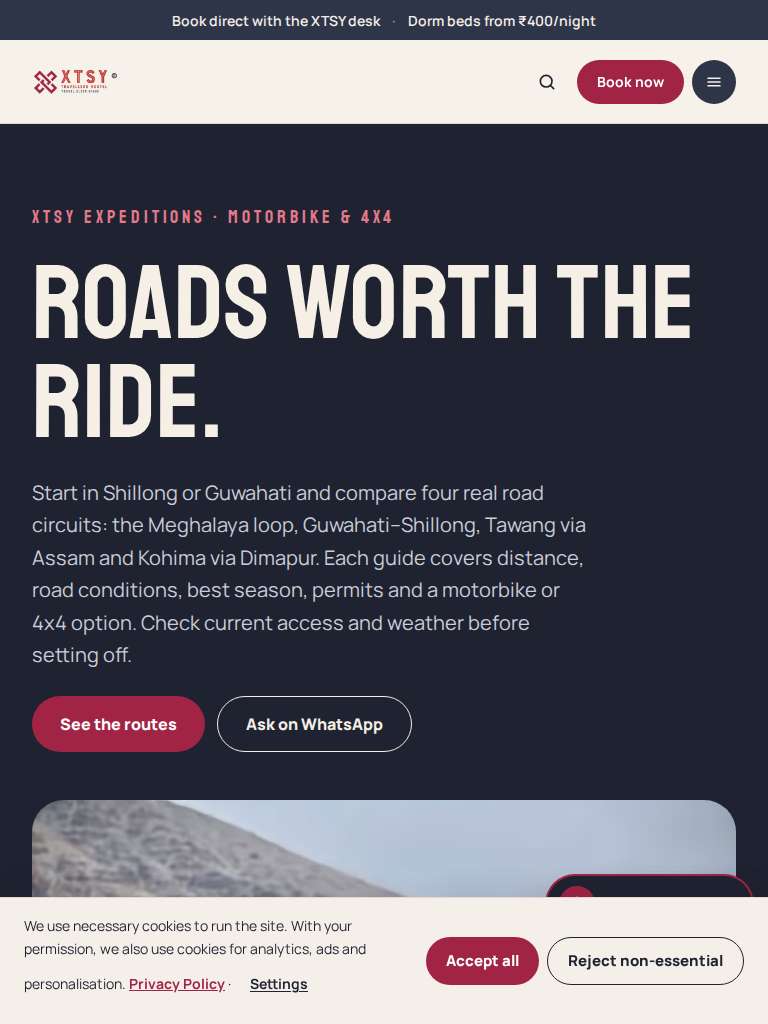 Book direct with the XTSY desk · Dorm beds from ₹400/night
XTSY
TRAVELLERS HOSTEL
Book now
XTSY EXPEDITIONS · MOTORBIKE & 4X4
ROADS WORTH THE
RIDE.
Start in Shillong or Guwahati and compare four real road
circuits: the Meghalaya loop, Guwahati–Shillong, Tawang via
Assam and Kohima via Dimapur. Each guide covers distance,
road conditions, best season, permits and a motorbike or
4x4 option. Check current access and weather before
setting off.
See the routes
Ask on WhatsApp
We use necessary cookies to run the site. With your
permission, we also use cookies for analytics, ads and
personalisation. Privacy Policy · Settings
Accept all
Reject non-essential